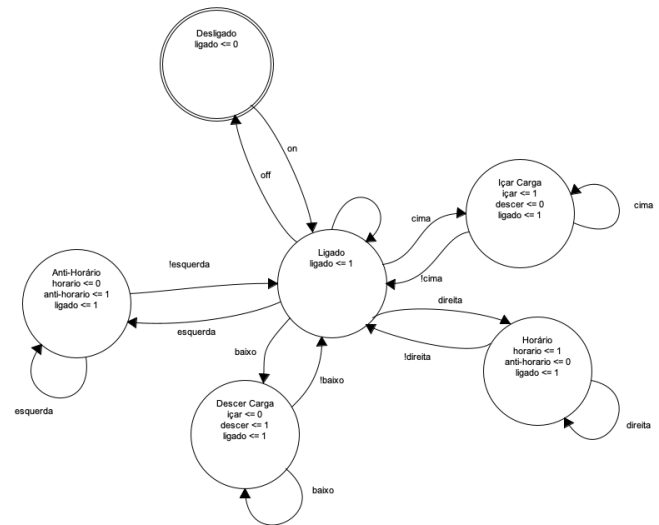 Desligado
ligado <= 0
on
off
Içar Carga
içar <= 1
descer <= 0
ligado <= 1
cima
cima
!cima
Ligado
ligado <= 1
Anti-Horário
horario <= 0
anti-horario <= 1
ligado <= 1
!esquerda
esquerda
esquerda
direita
!direita
Horário
horario <= 1
anti-horario <= 0
ligado <= 1
direita
baixo
!baixo
Descer Carga
içar <= 0
descer <= 1
ligado <= 1
baixo